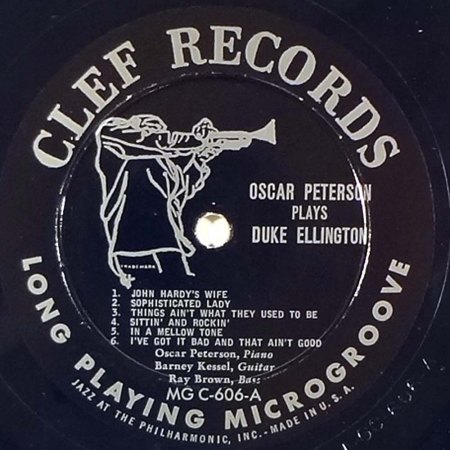 CLEF RECORDS
OSCAR PETERSON
PLAYS
DUKE ELLINGTON
TRADEMARK
1. JOHN HARDY'S WIFE
2. SOPHISTICATED LADY
3. THINGS AIN'T WHAT THEY USED TO BE
4. SITTIN' AND ROCKIN'
5. IN A MELLOW TONE
6. I'VE GOT IT BAD AND THAT AIN'T GOOD
Oscar Peterson, Piano
Barney Kessel, Guitar
Ray Brown, Bass
MG C-606-A
LONG PLAYING MICROGROOVE
JAZZ AT THE PHILHARMONIC, INC.-MADE IN U.S.A.